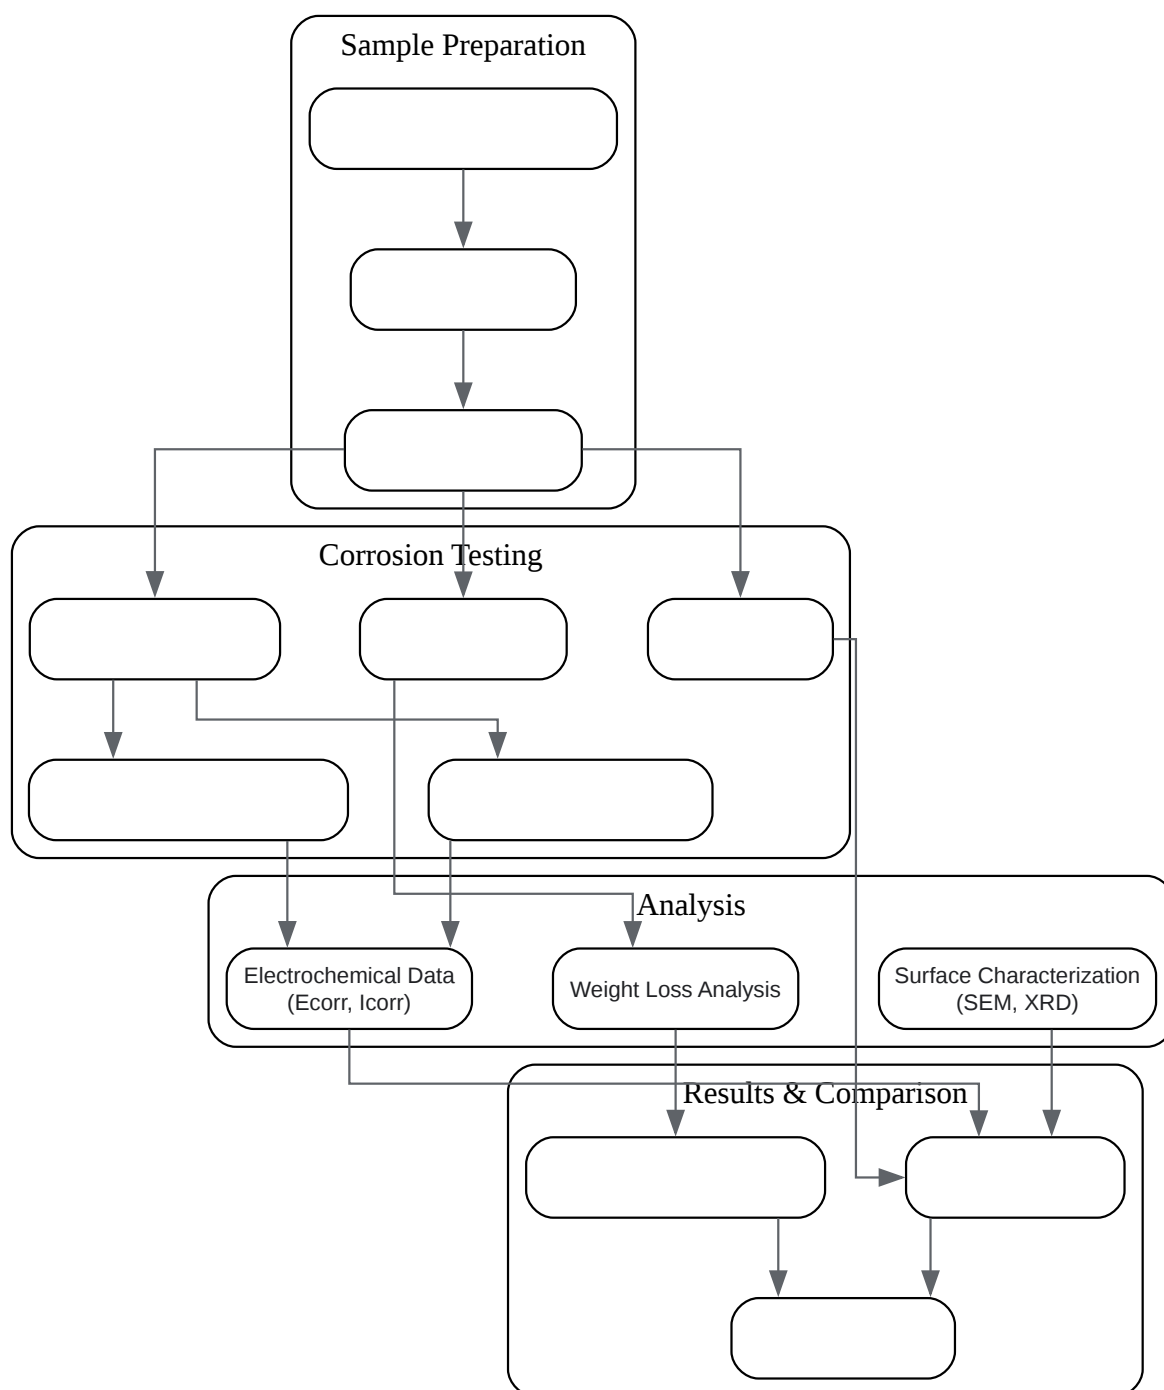 Sample Preparation
Corrosion Testing
Analysis
Electrochemical Data
(Ecorr, Icorr)
Weight Loss Analysis
Surface Characterization
(SEM, XRD)
Results & Comparison